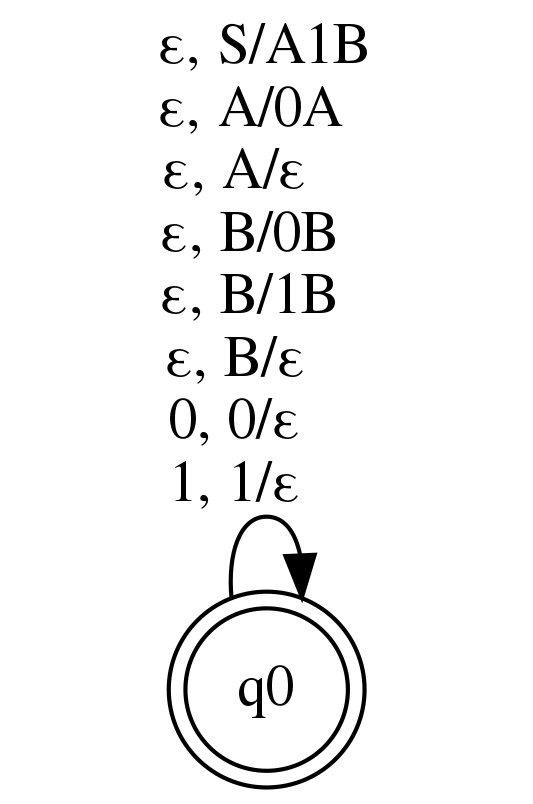 ε, S/A1B
ε, A/0A
ε, A/ε
ε, B/0B
ε, B/1B
ε, B/ε
0, 0/ε
1, 1/ε
q0